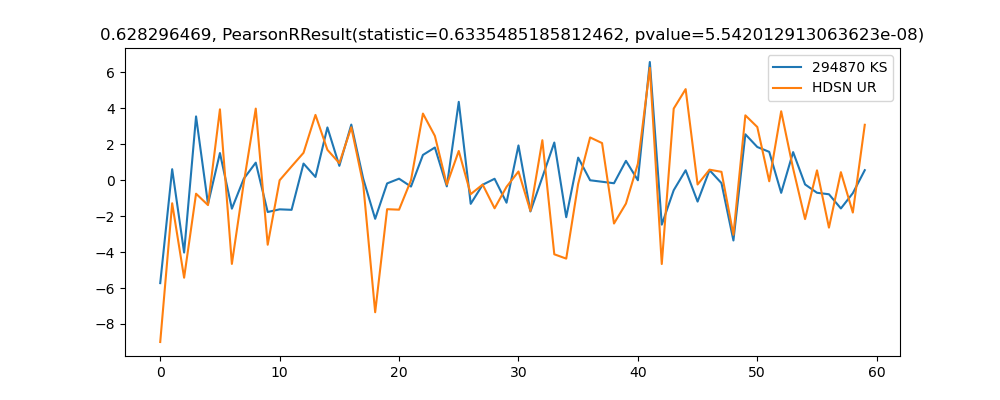 0.628296469, PearsonRResult(statistic=0.6335485185812462, pvalue=5.542012913063623e-08)
294870 KS
HDSN UR
6
4
2
0
−2
−4
−6
−8
0 10 20 30 40 50 60